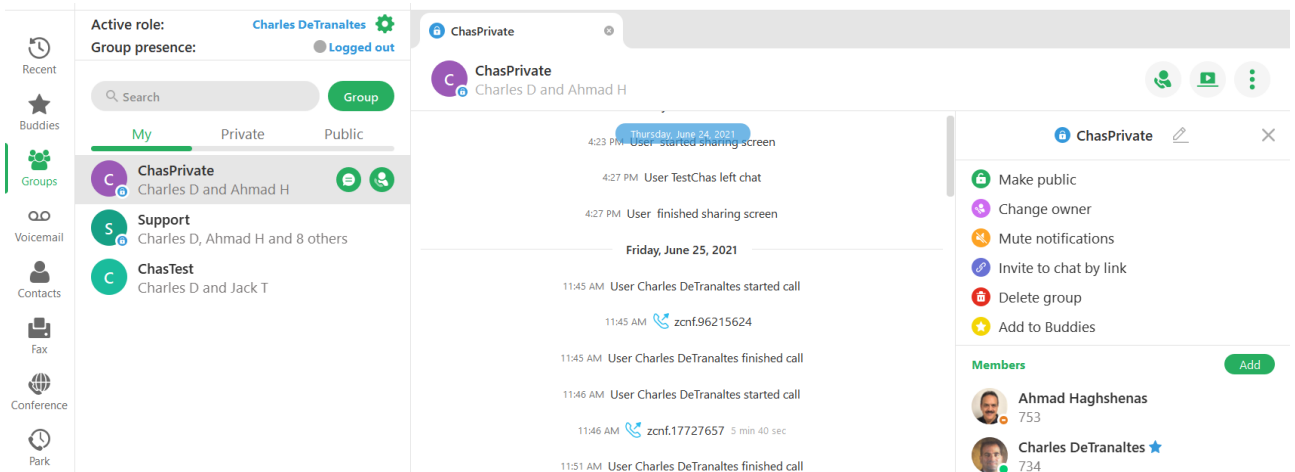 Recent
Buddies
Groups
Voicemail
Contacts
Fax
Conference
Park
Active role:
Charles DeTranaltes
Group presence:
Logged out
Search
Group
My
Private
Public
C
ChasPrivate
Charles D and Ahmad H
S
Support
Charles D, Ahmad H and 8 others
C
ChasTest
Charles D and Jack T
ChasPrivate
C
ChasPrivate
Charles D and Ahmad H
Thursday, June 24, 2021
4:23 PM User started sharing screen
4:27 PM User TestChas left chat
4:27 PM User finished sharing screen
Friday, June 25, 2021
11:45 AM User Charles DeTranaltes started call
11:45 AM zcnf.96215624
11:45 AM User Charles DeTranaltes finished call
11:46 AM User Charles DeTranaltes started call
11:46 AM zcnf.17727657 5 min 40 sec
11:51 AM User Charles DeTranaltes finished call
ChasPrivate
Make public
Change owner
Mute notifications
Invite to chat by link
Delete group
Add to Buddies
Members
Add
Ahmad Haghshenas
753
Charles DeTranaltes
734